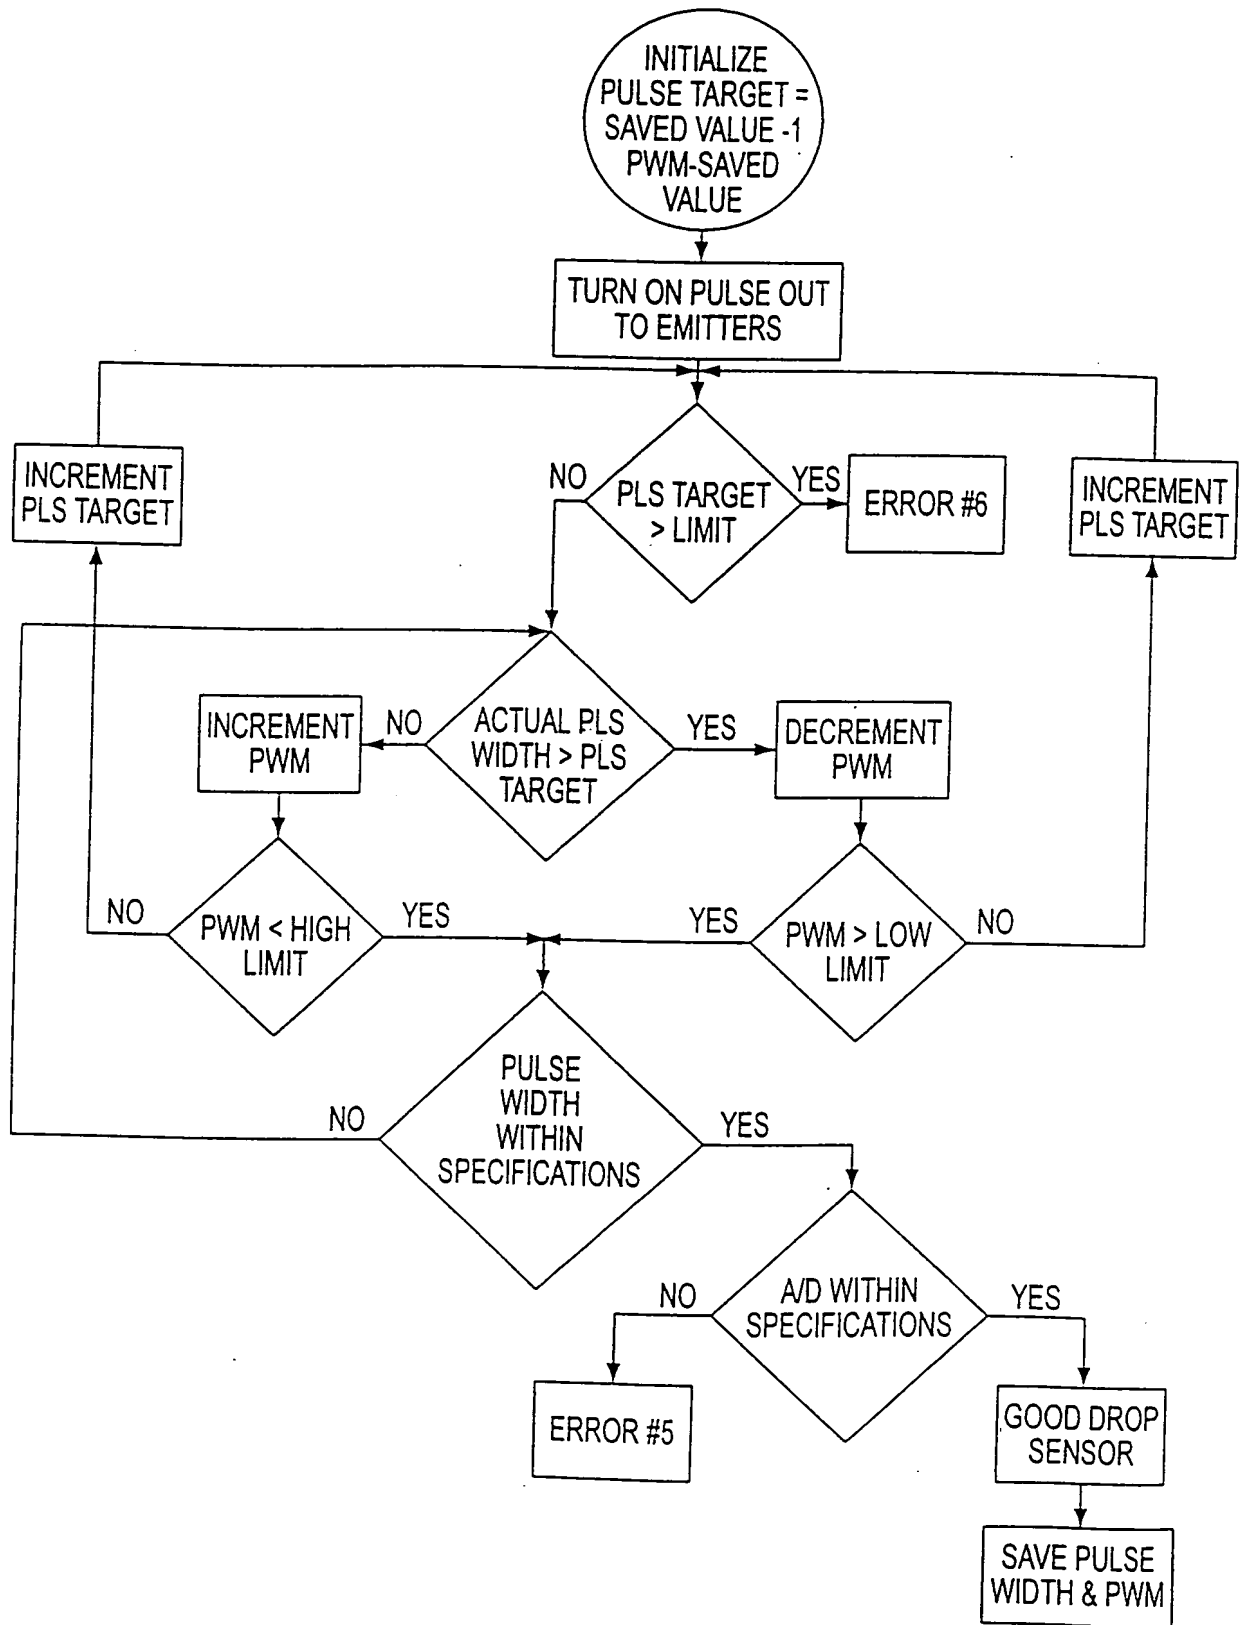 INITIALIZE
PULSE TARGET =
SAVED VALUE -1
PWM-SAVED
VALUE
TURN ON PULSE OUT
TO EMITTERS
INCREMENT
PLS TARGET
NO
PLS TARGET
> LIMIT
YES
ERROR #6
INCREMENT
PLS TARGET
INCREMENT
PWM
NO
ACTUAL PLS
WIDTH > PLS
TARGET
YES
DECREMENT
PWM
NO
PWM < HIGH
LIMIT
YES
YES
PWM > LOW
LIMIT
NO
NO
PULSE
WIDTH
WITHIN
SPECIFICATIONS
YES
NO
A/D WITHIN
SPECIFICATIONS
YES
ERROR #5
GOOD DROP
SENSOR
SAVE PULSE
WIDTH & PWM